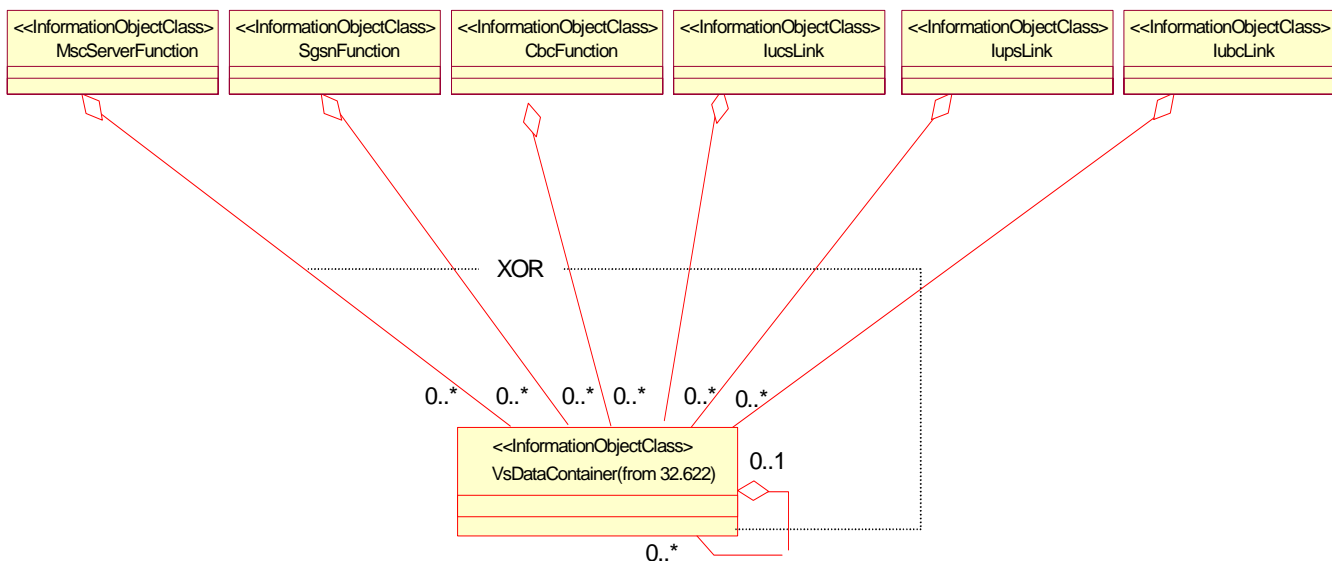 <<InformationObjectClass>
MscServerFunction
<<InformationObjectClass>
SgsnFunction
<<InformationObjectClass>
CbcFunction
<<InformationObjectClass>
IucsLink
<<InformationObjectClass>
IupsLink
<<InformationObjectClass>
IubcLink
XOR
0..*
0..*
0..*
0..*
0..*
0..*
<<InformationObjectClass>
VsDataContainer(from 32.622)
0..1
0..*